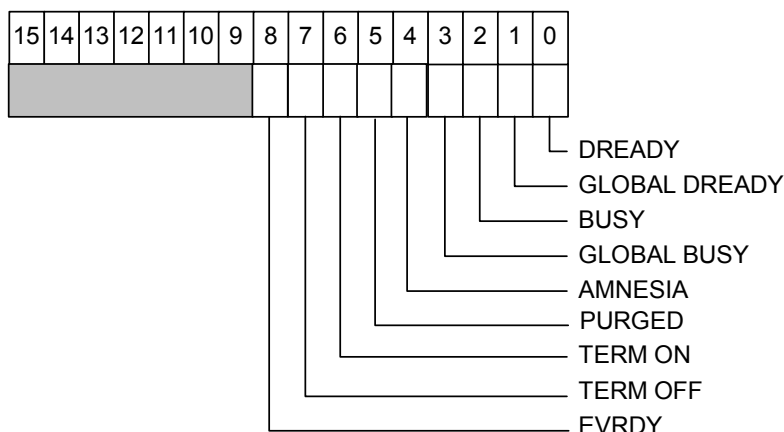 15 14 13 12 11 10 9 8 7 6 5 4 3 2 1 0
DREADY
GLOBAL DREADY
BUSY
GLOBAL BUSY
AMNESIA
PURGED
TERM ON
TERM OFF
EVRDY